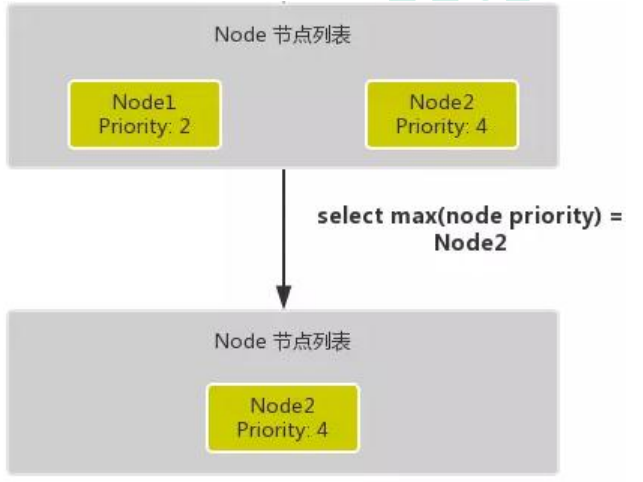 Node 节点列表
Node1
Priority: 2
Node2
Priority: 4
select max(node priority) =
Node2
Node 节点列表
Node2
Priority: 4